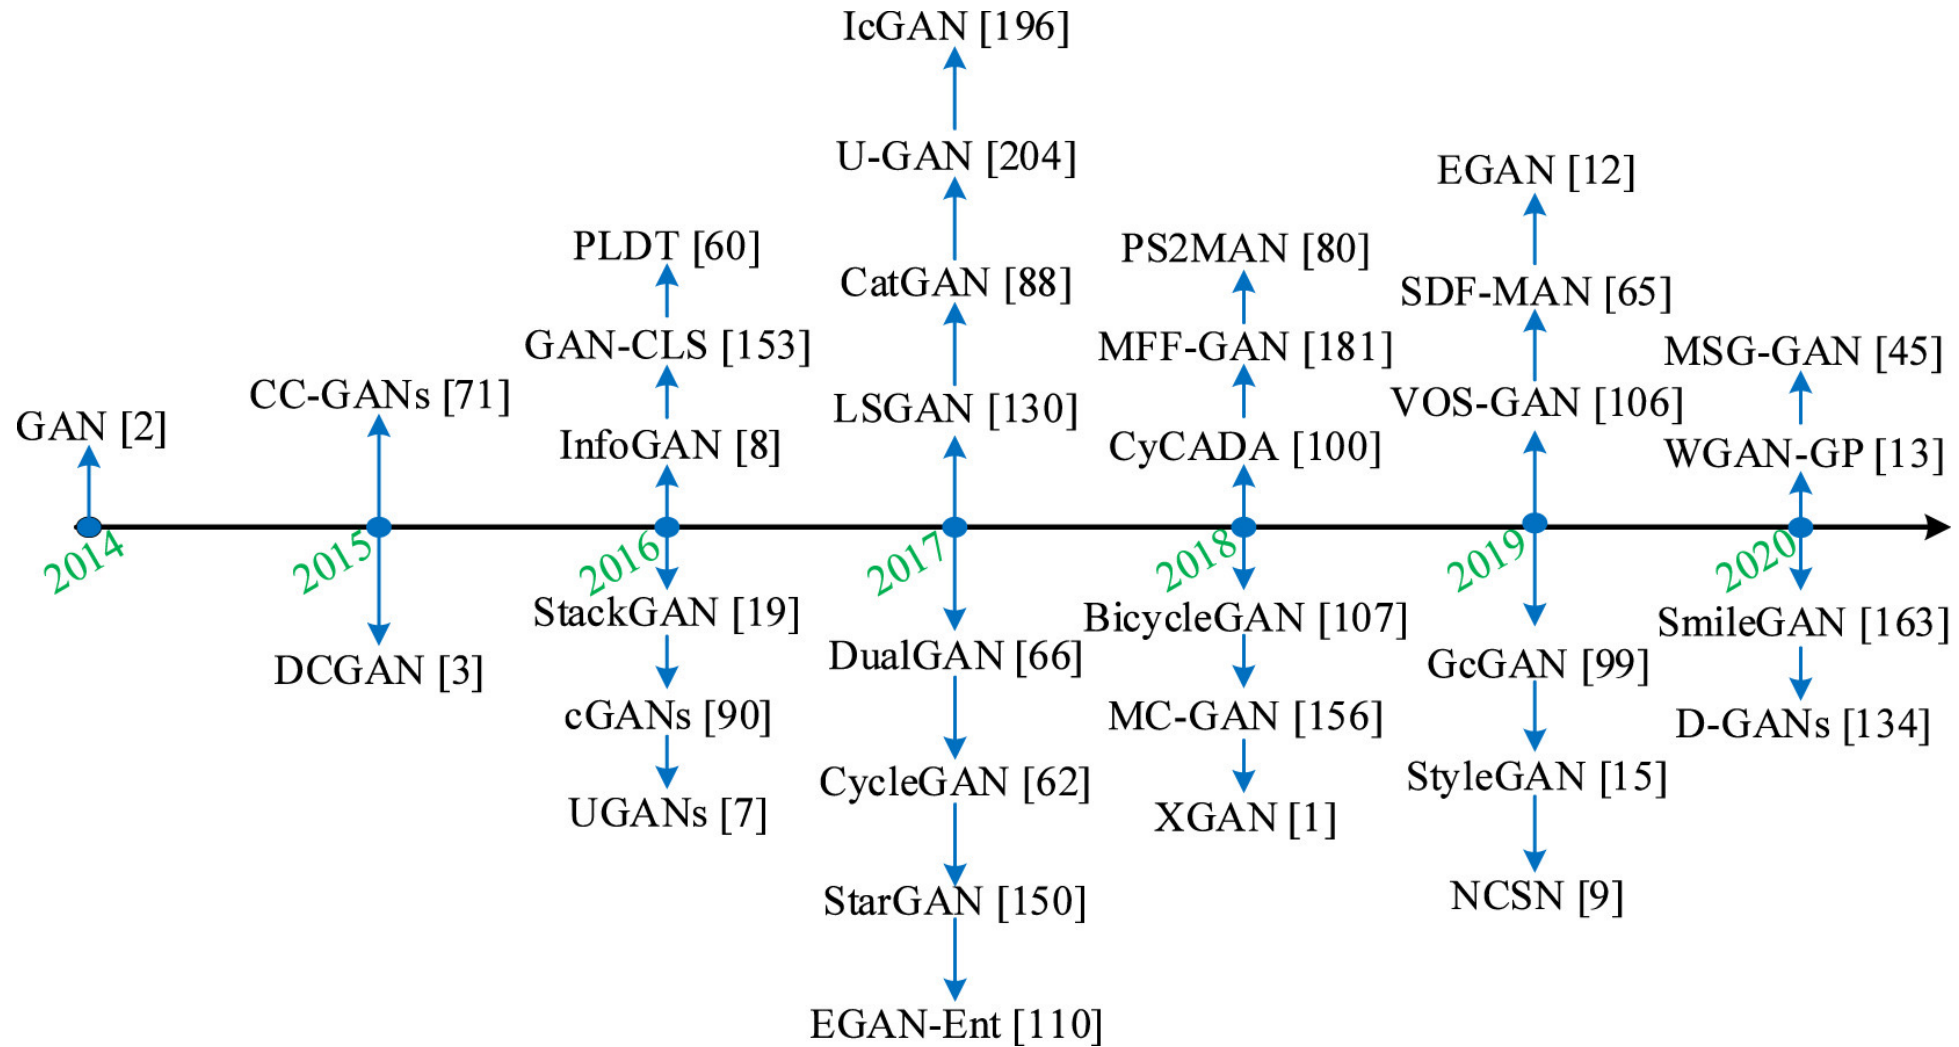 IcGAN [196]
U-GAN [204]
EGAN [12]
PLDT [60]
PS2MAN [80]
CatGAN [88]
SDF-MAN [65]
GAN-CLS [153]
MFF-GAN [181]
MSG-GAN [45]
CC-GANs [71]
LSGAN [130]
VOS-GAN [106]
GAN [2]
InfoGAN [8]
CyCADA [100]
WGAN-GP [13]
2014
2015
2016
2017
2018
2019
2020
StackGAN [19]
BicycleGAN [107]
SmileGAN [163]
DCGAN [3]
DualGAN [66]
GcGAN [99]
cGANs [90]
MC-GAN [156]
D-GANs [134]
CycleGAN [62]
StyleGAN [15]
UGANs [7]
XGAN [1]
StarGAN [150]
NCSN [9]
EGAN-Ent [110]